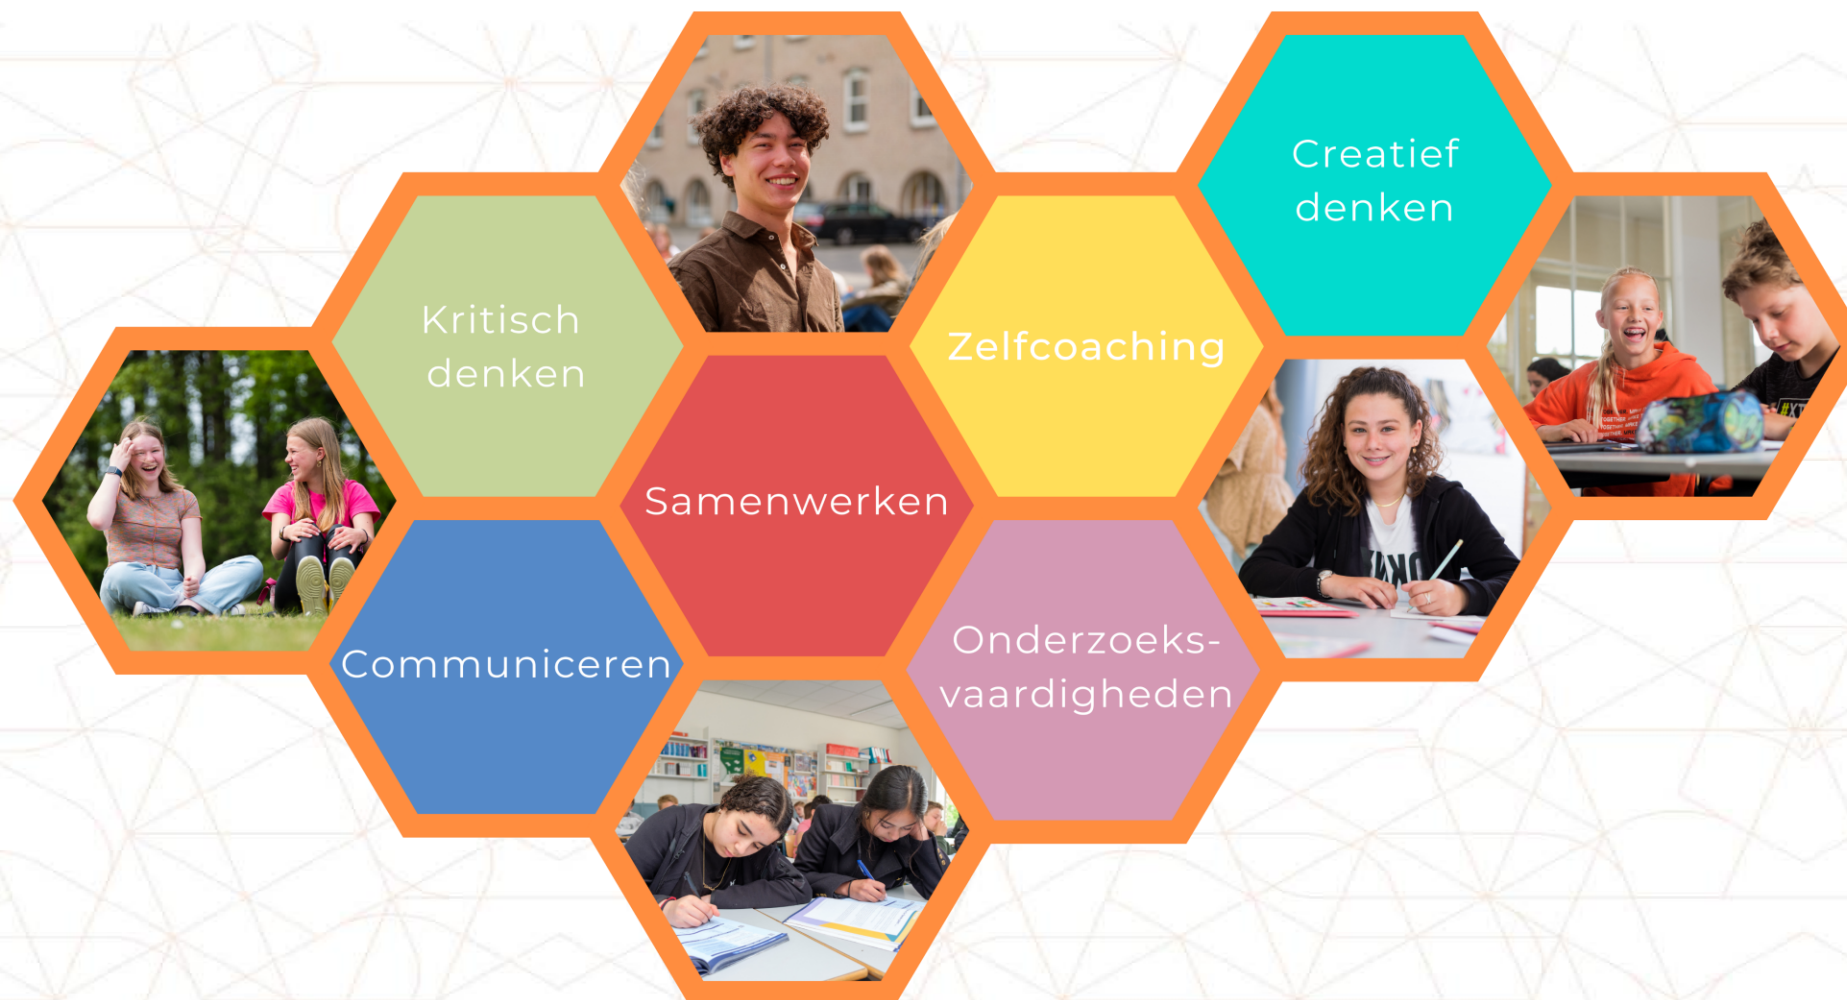 Creatief
denken
Kritisch
denken
Zelfcoaching
Samenwerken
Onderzoeks-
vaardigheden
Communiceren